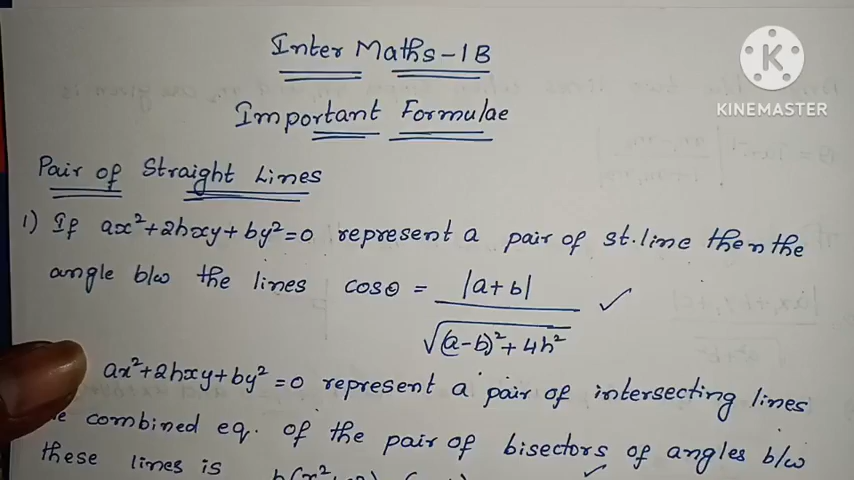 Inter Maths-1B
KINEMASTER
Important Formulae
Pair of Straight Lines
1) If ax²+2hxy+by²=0 represent a pair of st.line then the
angle b/w the lines cosθ = |a+b| / √(a-b)²+4h²
ax²+2hxy+by²=0 represent a pair of intersecting lines
combined eq. of the pair of bisectors of angles b/w
these lines is